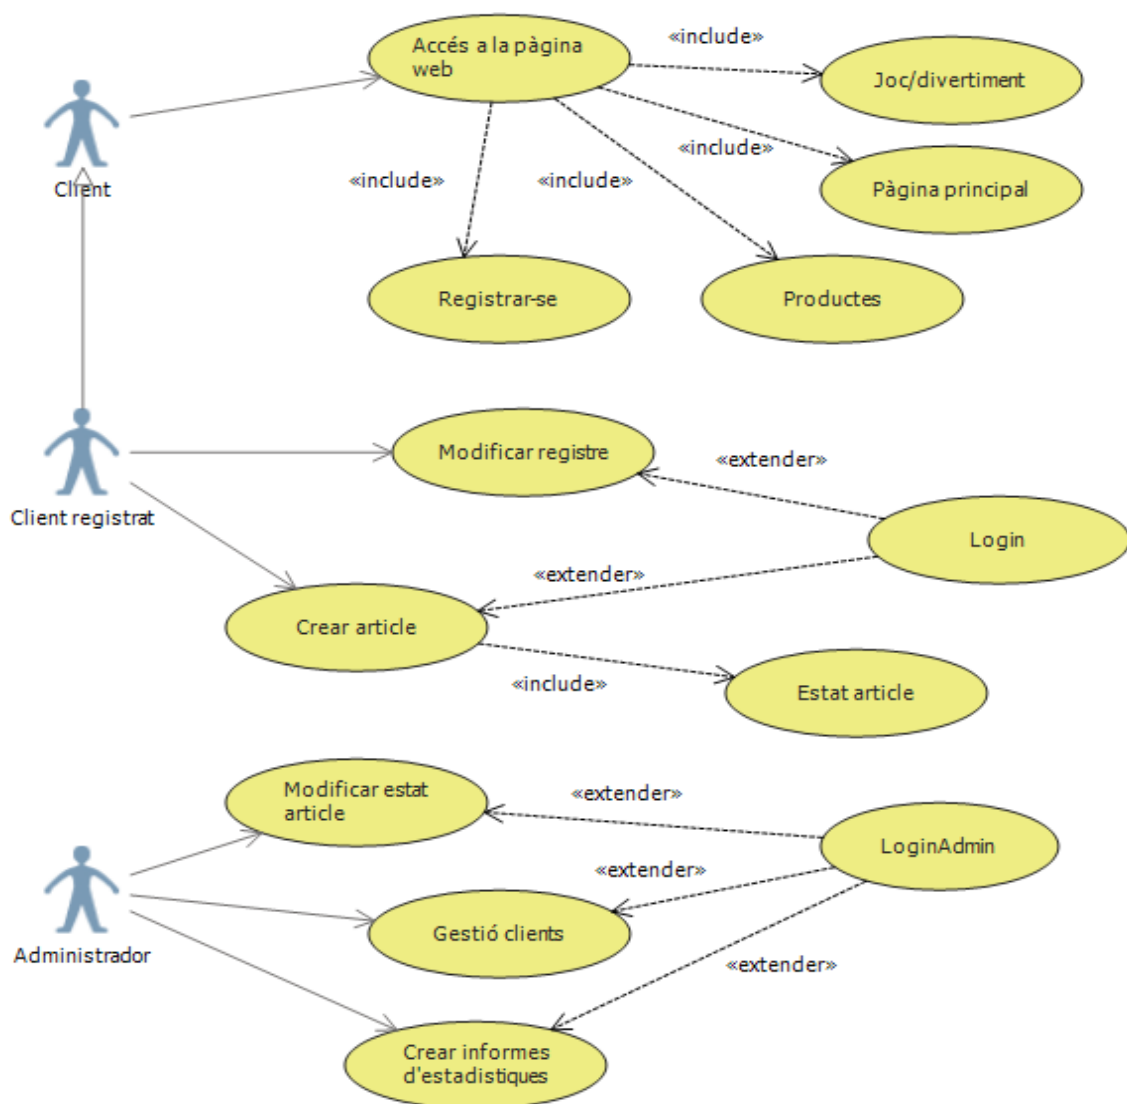 Accés a la pàgina
web
«include»
Joc/divertiment
«include»
Pàgina principal
«include»
«include»
Client
Registrar-se
Productes
Modificar registre
«extender»
Client registrat
Login
«extender»
Crear article
«include»
Estat article
Modificar estat
article
«extender»
LoginAdmin
«extender»
Gestió clients
Administrador
«extender»
Crear informes
d'estadistiques